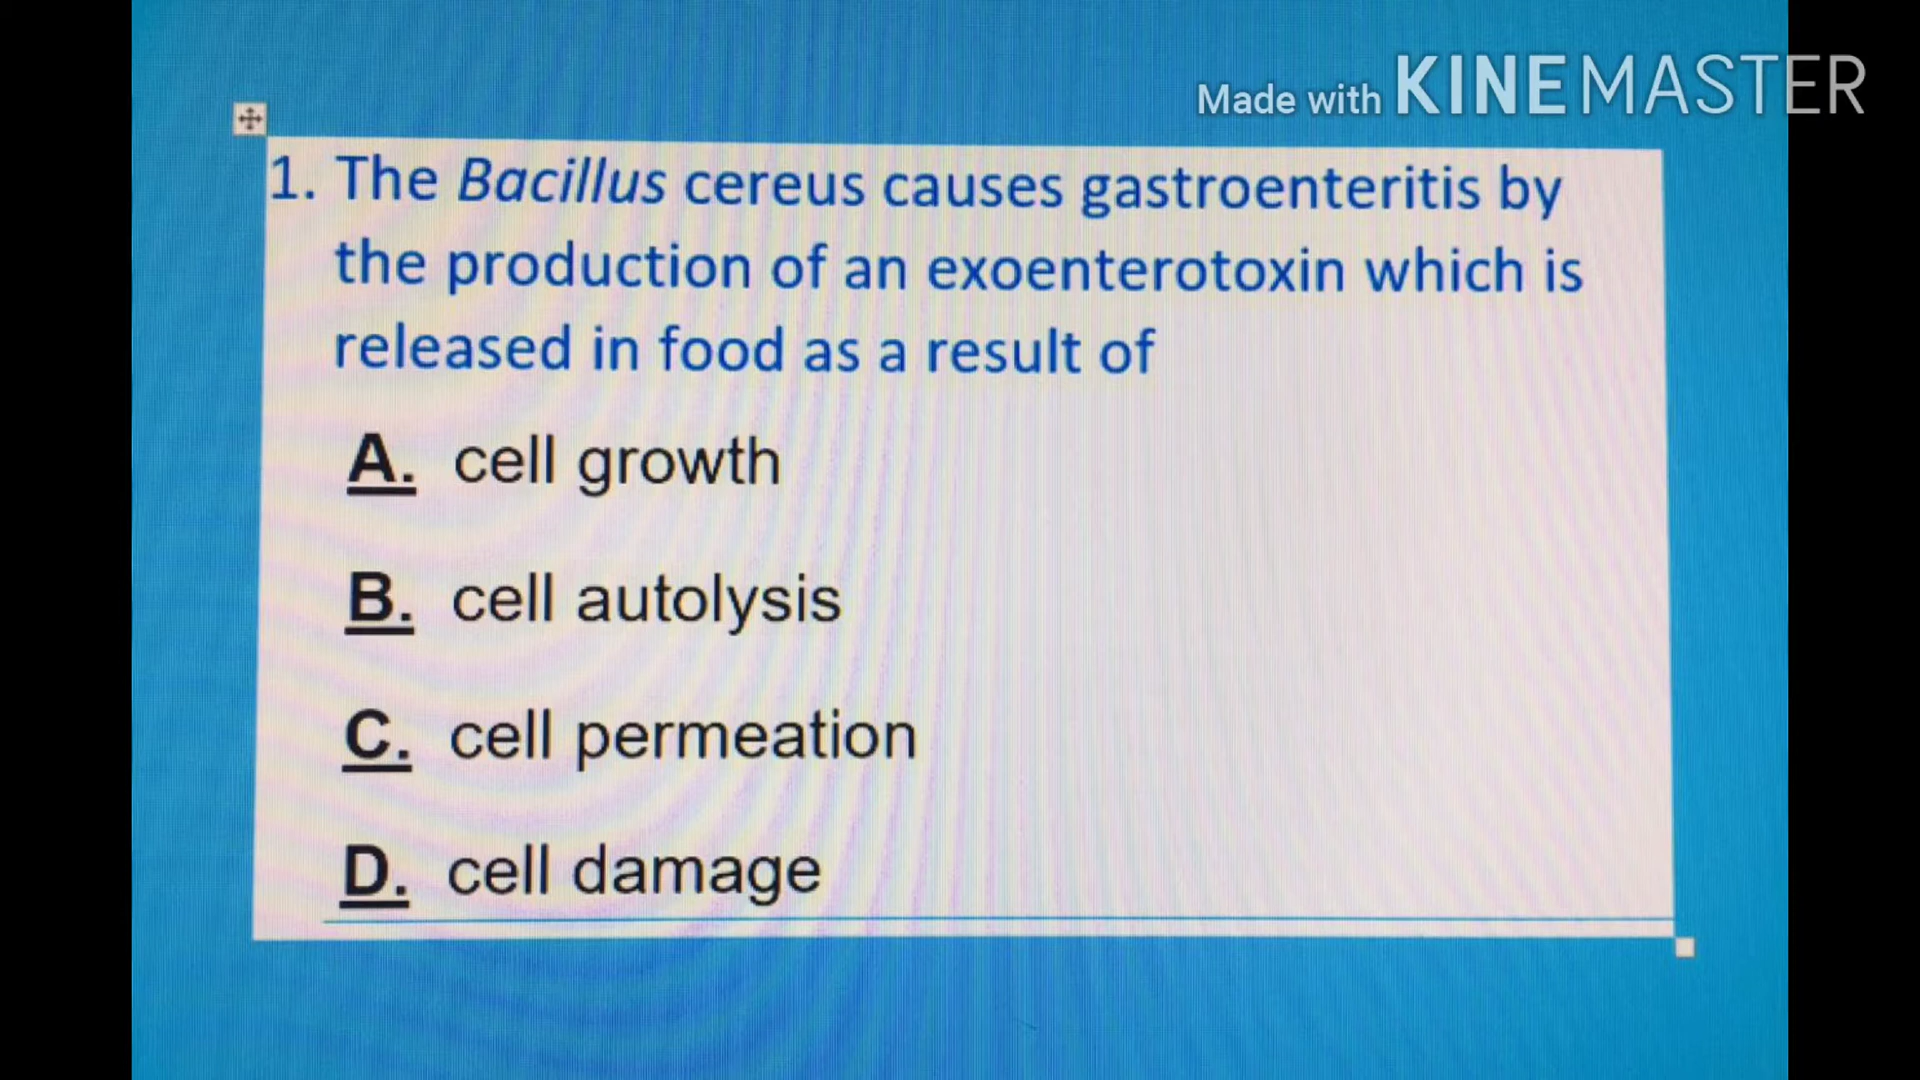 Made with KINEMASTER
1. The Bacillus cereus causes gastroenteritis by
the production of an exoenterotoxin which is
released in food as a result of
A. cell growth
B. cell autolysis
C. cell permeation
D. cell damage